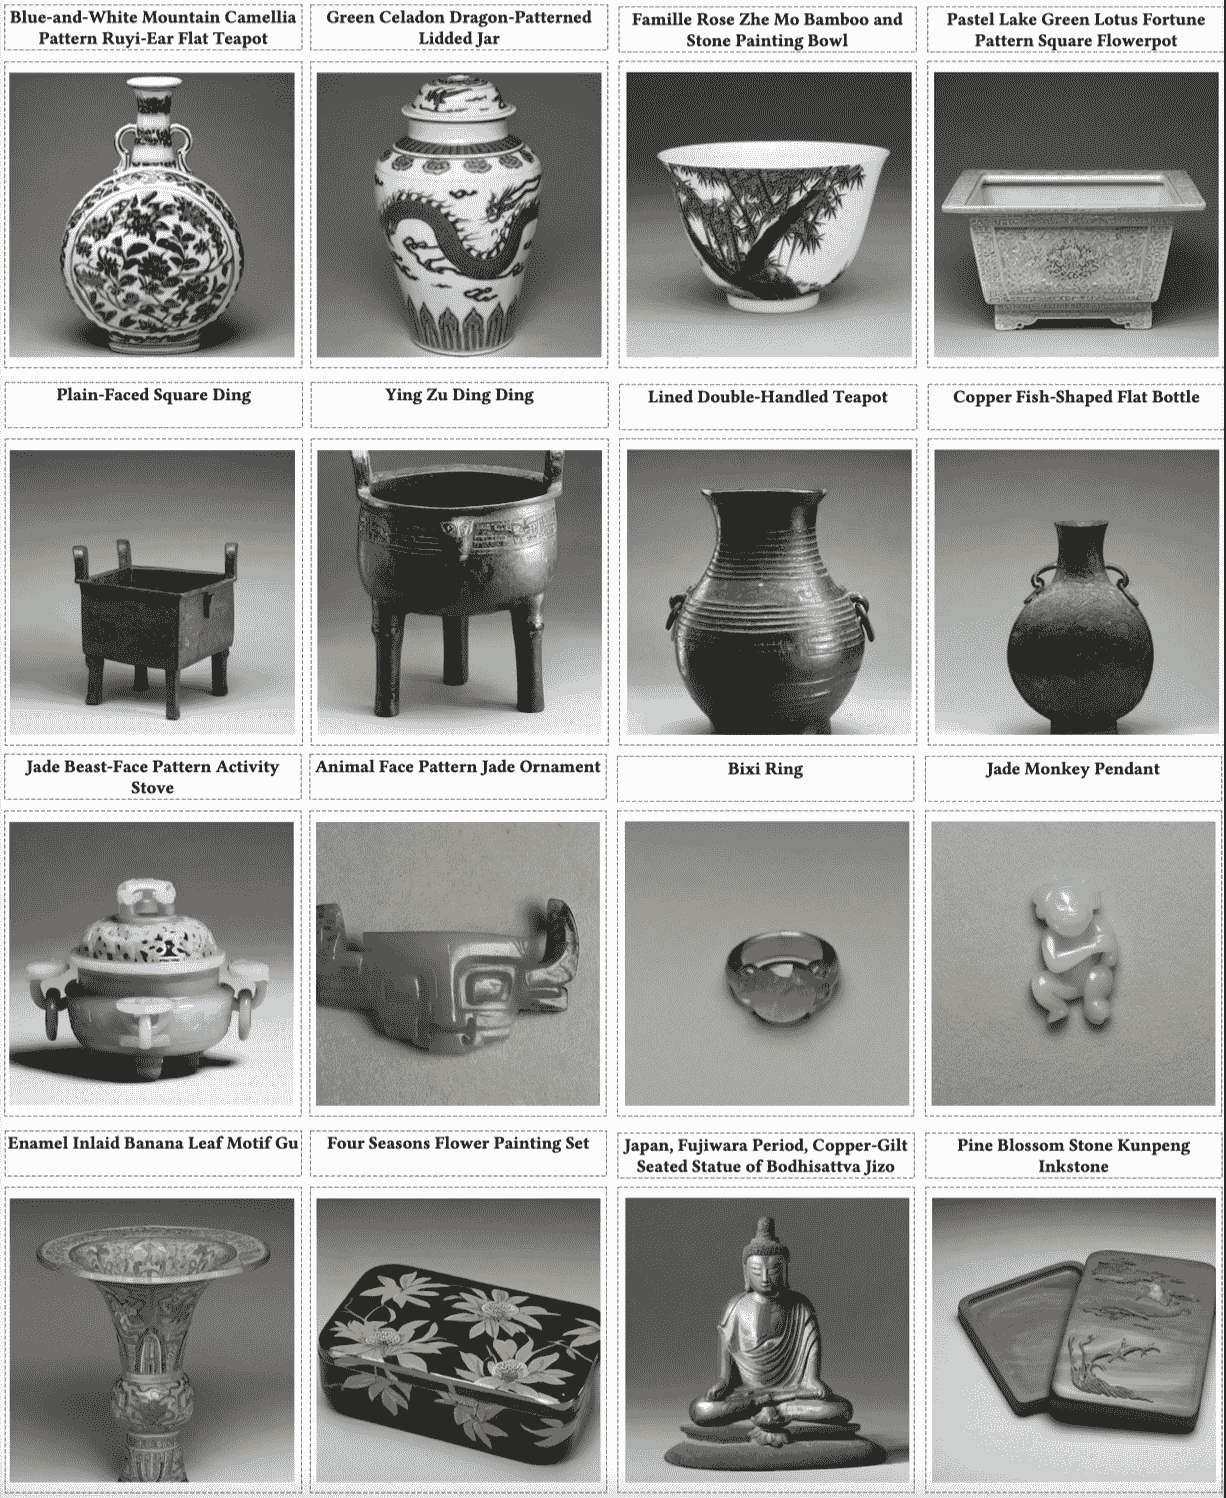 Blue-and-White Mountain Camellia
Pattern Ruyi-Ear Flat Teapot
Green Celadon Dragon-Patterned
Lidded Jar
Famille Rose Zhe Mo Bamboo and
Stone Painting Bowl
Pastel Lake Green Lotus Fortune
Pattern Square Flowerpot
Plain-Faced Square Ding
Ying Zu Ding Ding
Lined Double-Handled Teapot
Copper Fish-Shaped Flat Bottle
Jade Beast-Face Pattern Activity
Stove
Animal Face Pattern Jade Ornament
Bixi Ring
Jade Monkey Pendant
Enamel Inlaid Banana Leaf Motif Gu
Four Seasons Flower Painting Set
Japan, Fujiwara Period, Copper-Gilt
Seated Statue of Bodhisattva Jizo
Pine Blossom Stone Kunpeng
Inkstone